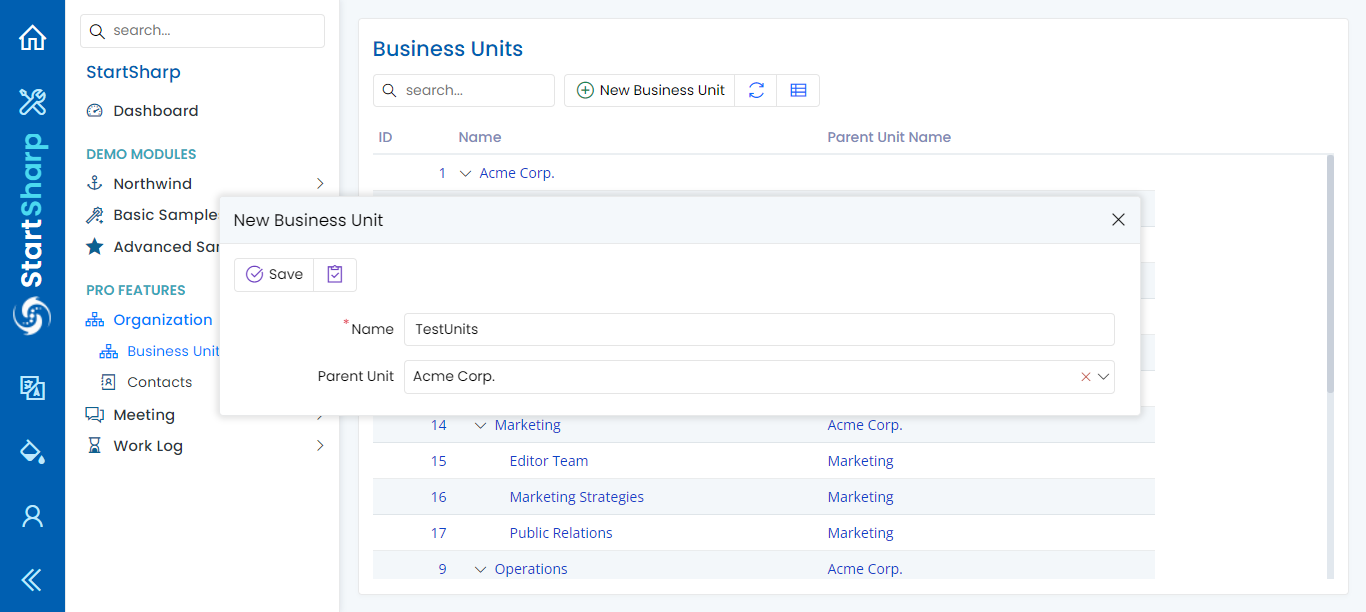 StartSharp
search...
StartSharp
Dashboard
DEMO MODULES
Northwind
Basic Sample
Advanced Sa
PRO FEATURES
Organization
Business Unit
Contacts
Meeting
Work Log
Business Units
search...
New Business Unit
ID Name Parent Unit Name
1 Acme Corp.
New Business Unit
Save
*Name TestUnits
Parent Unit Acme Corp.
14 Marketing Acme Corp.
15 Editor Team Marketing
16 Marketing Strategies Marketing
17 Public Relations Marketing
9 Operations Acme Corp.